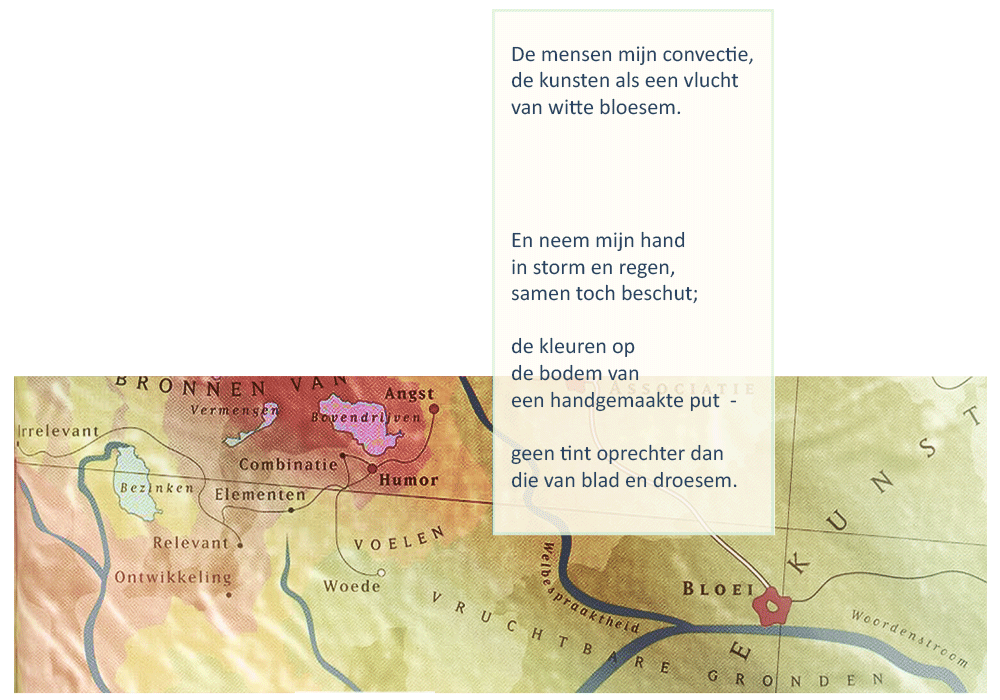 De mensen mijn convectie,
de kunsten als een vlucht
van witte bloesem.
En neem mijn hand
in storm en regen,
samen toch beschut;
de kleuren op
de bodem van
een handgemaakte put -
geen tint oprechter dan
die van blad en droesem.
BRONNEN VAN
Angst
Vermengen
Bovendrijven
ASSOCIATIE
Irrelevant
Combinatie
Humor
Bezinken
Elementen
Relevant
VOELEN
Ontwikkeling
Woede
Welbespraaktheid
BLOEI
KUNST
VRUCHTBARE GRONDEN
Woordenstroom
E